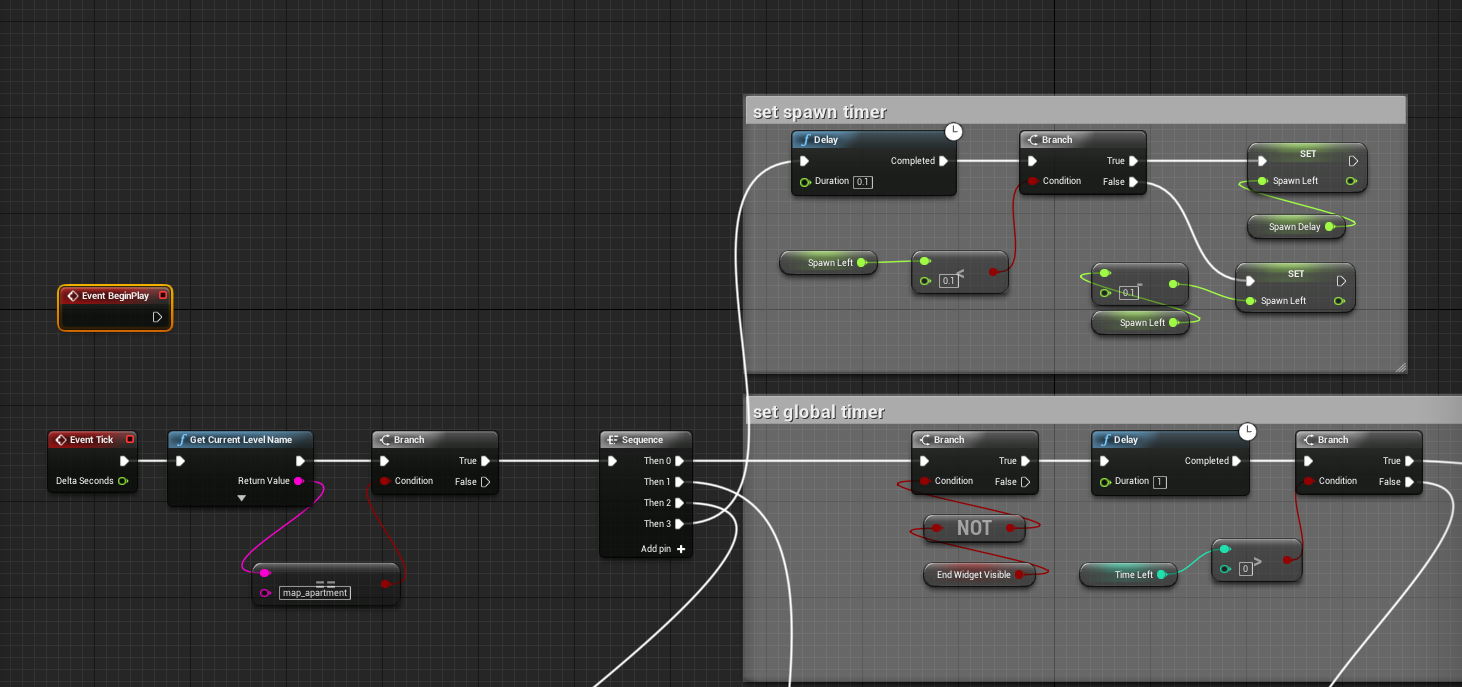 set spawn timer
Delay
Completed
Duration 0.1
Branch
True
Condition
False
SET
Spawn Left
Spawn Delay
Spawn Left
<
0.1
-
0.1
Spawn Left
SET
Spawn Left
Event BeginPlay
set global timer
Event Tick
Delta Seconds
Get Current Level Name
Return Value
==
map_apartment
Branch
True
Condition
False
Sequence
Then 0
Then 1
Then 2
Then 3
Add pin +
Branch
True
Condition
False
NOT
End Widget Visible
Delay
Completed
Duration 1
Time Left
0
>
Branch
True
Condition
False